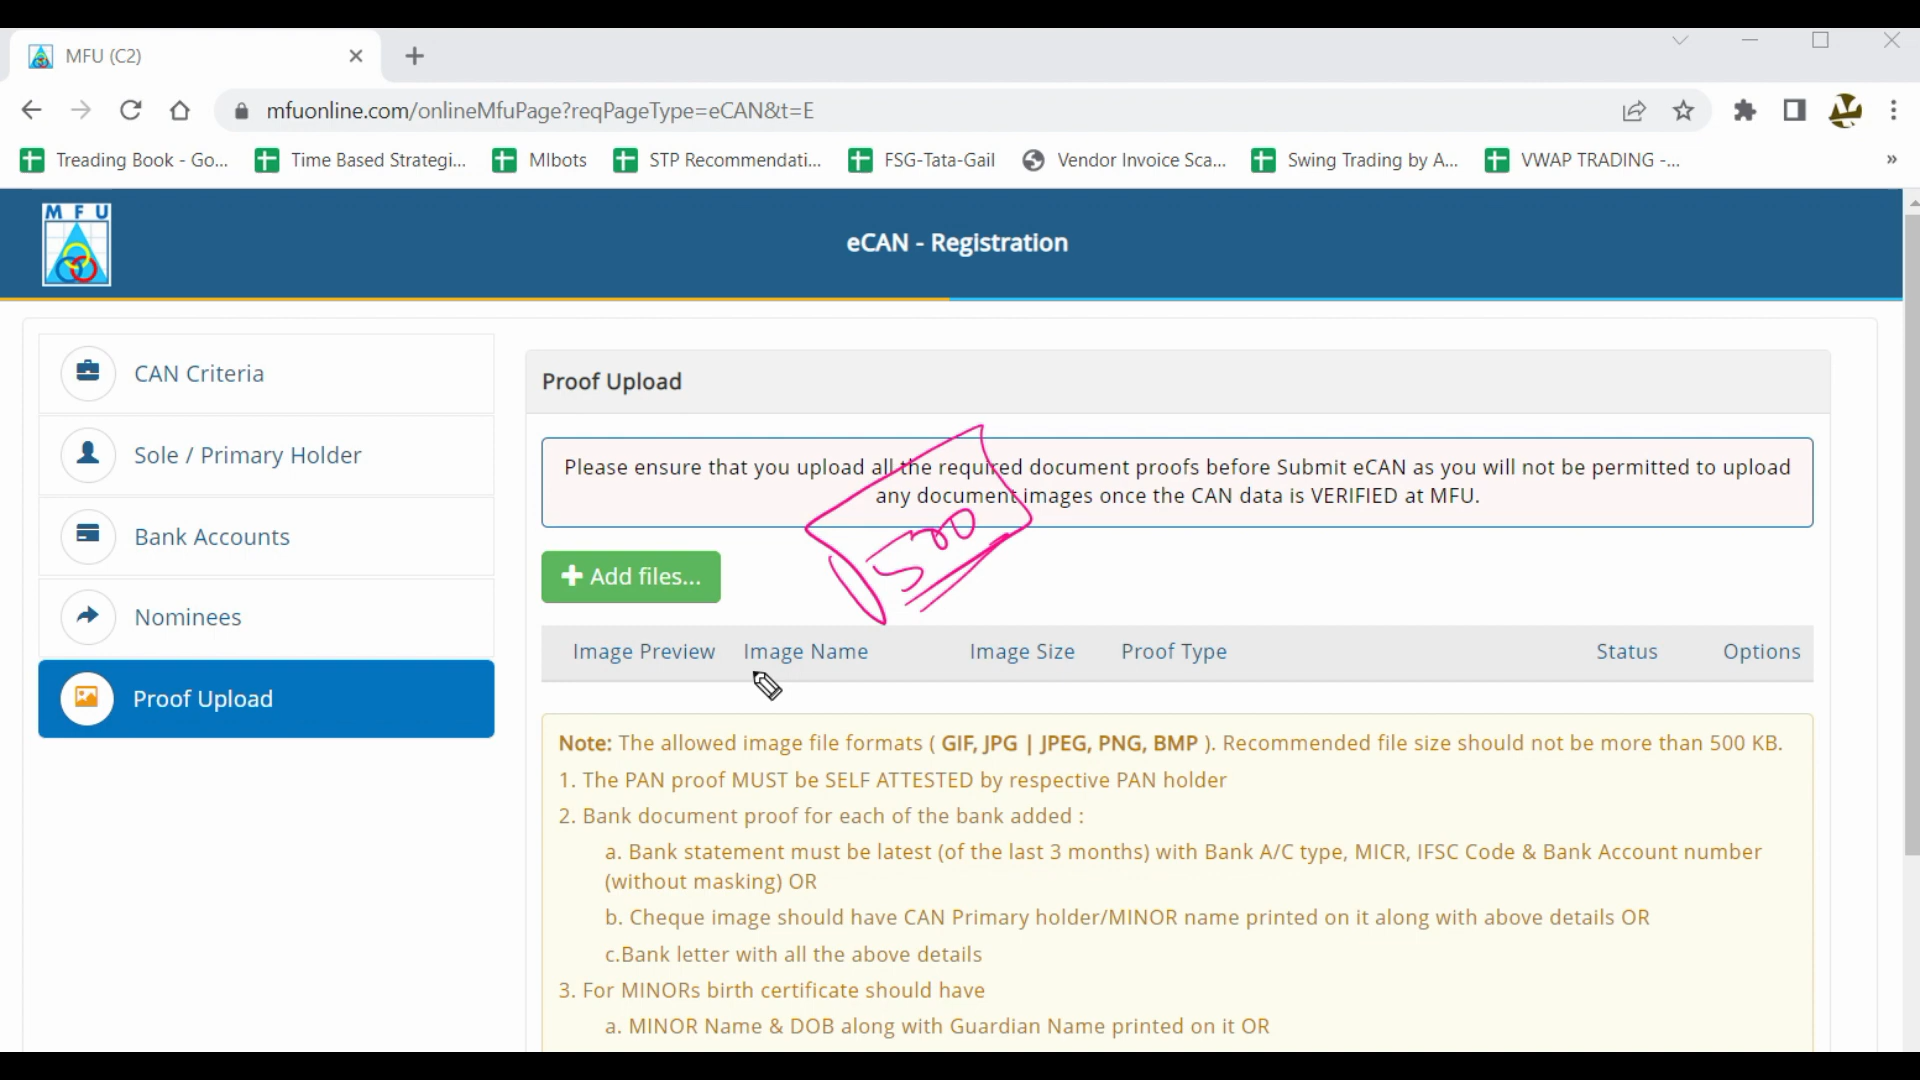 MFU (C2)
mfuonline.com/onlineMfuPage?reqPageType=eCAN&t=E
Treading Book - Go... Time Based Strategi... MIbots STP Recommendati... FSG-Tata-Gail Vendor Invoice Sca... Swing Trading by A... VWAP TRADING -... »
M F U
eCAN - Registration
CAN Criteria
Sole / Primary Holder
Bank Accounts
Nominees
Proof Upload
Proof Upload
Please ensure that you upload all the required document proofs before Submit eCAN as you will not be permitted to upload
any document images once the CAN data is VERIFIED at MFU.
500
Add files...
Image Preview Image Name Image Size Proof Type Status Options
Note: The allowed image file formats ( GIF, JPG | JPEG, PNG, BMP ). Recommended file size should not be more than 500 KB.
1. The PAN proof MUST be SELF ATTESTED by respective PAN holder
2. Bank document proof for each of the bank added :
a. Bank statement must be latest (of the last 3 months) with Bank A/C type, MICR, IFSC Code & Bank Account number
(without masking) OR
b. Cheque image should have CAN Primary holder/MINOR name printed on it along with above details OR
c.Bank letter with all the above details
3. For MINORs birth certificate should have
a. MINOR Name & DOB along with Guardian Name printed on it OR